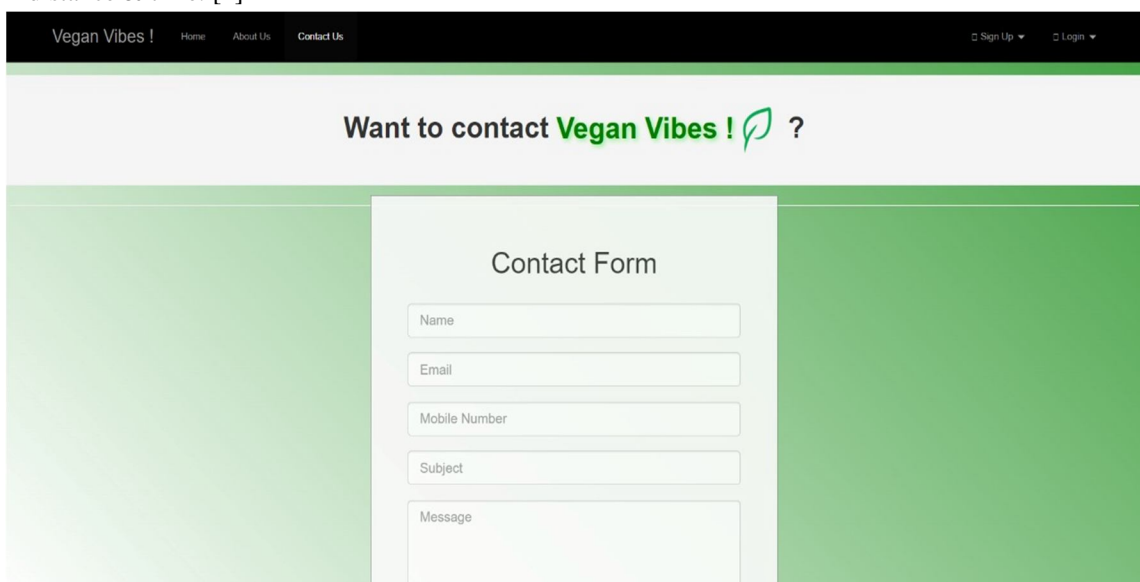 Vegan Vibes ! Home About Us Contact Us Sign Up Login
Want to contact Vegan Vibes ! ?
Contact Form
Name
Email
Mobile Number
Subject
Message